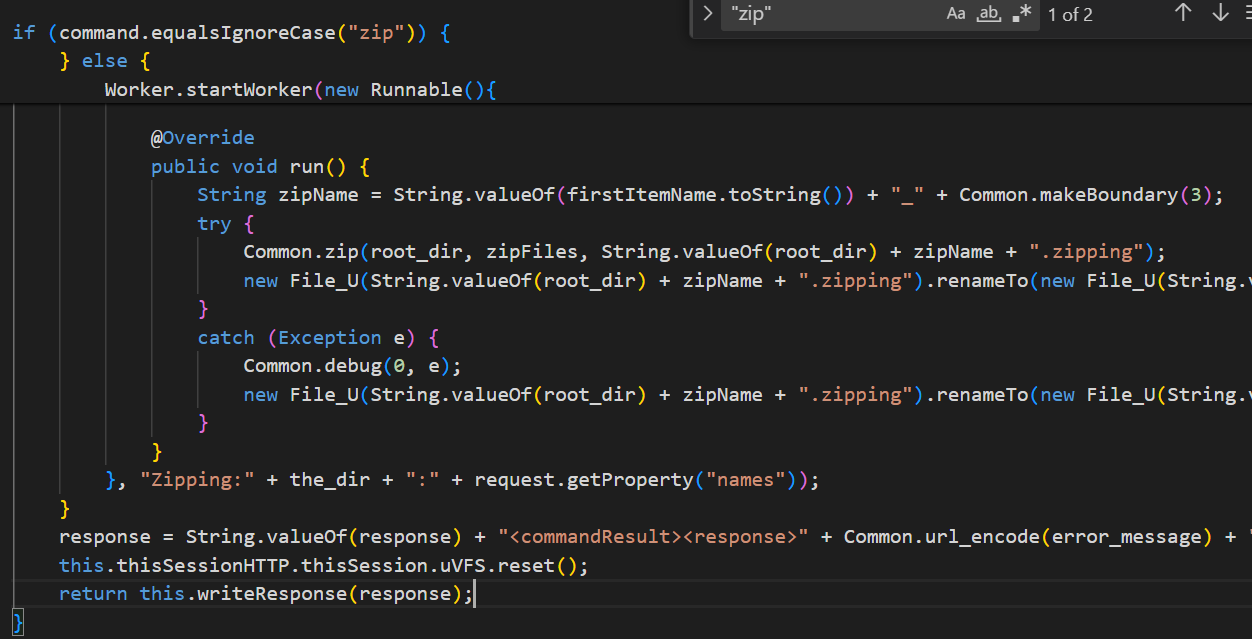 if (command.equalsIgnoreCase("zip")) {
> "zip" Aa ab .* 1 of 2
} else {
Worker.startWorker(new Runnable(){
@Override
public void run() {
String zipName = String.valueOf(firstItemName.toString()) + "_" + Common.makeBoundary(3);
try {
Common.zip(root_dir, zipFiles, String.valueOf(root_dir) + zipName + ".zipping");
new File_U(String.valueOf(root_dir) + zipName + ".zipping").renameTo(new File_U(String.v
}
catch (Exception e) {
Common.debug(0, e);
new File_U(String.valueOf(root_dir) + zipName + ".zipping").renameTo(new File_U(String.v
}
}
}, "Zipping:" + the_dir + ":" + request.getProperty("names"));
}
response = String.valueOf(response) + "<commandResult><response>" + Common.url_encode(error_message) + "
this.thisSessionHTTP.thisSession.uVFS.reset();
return this.writeResponse(response);
}